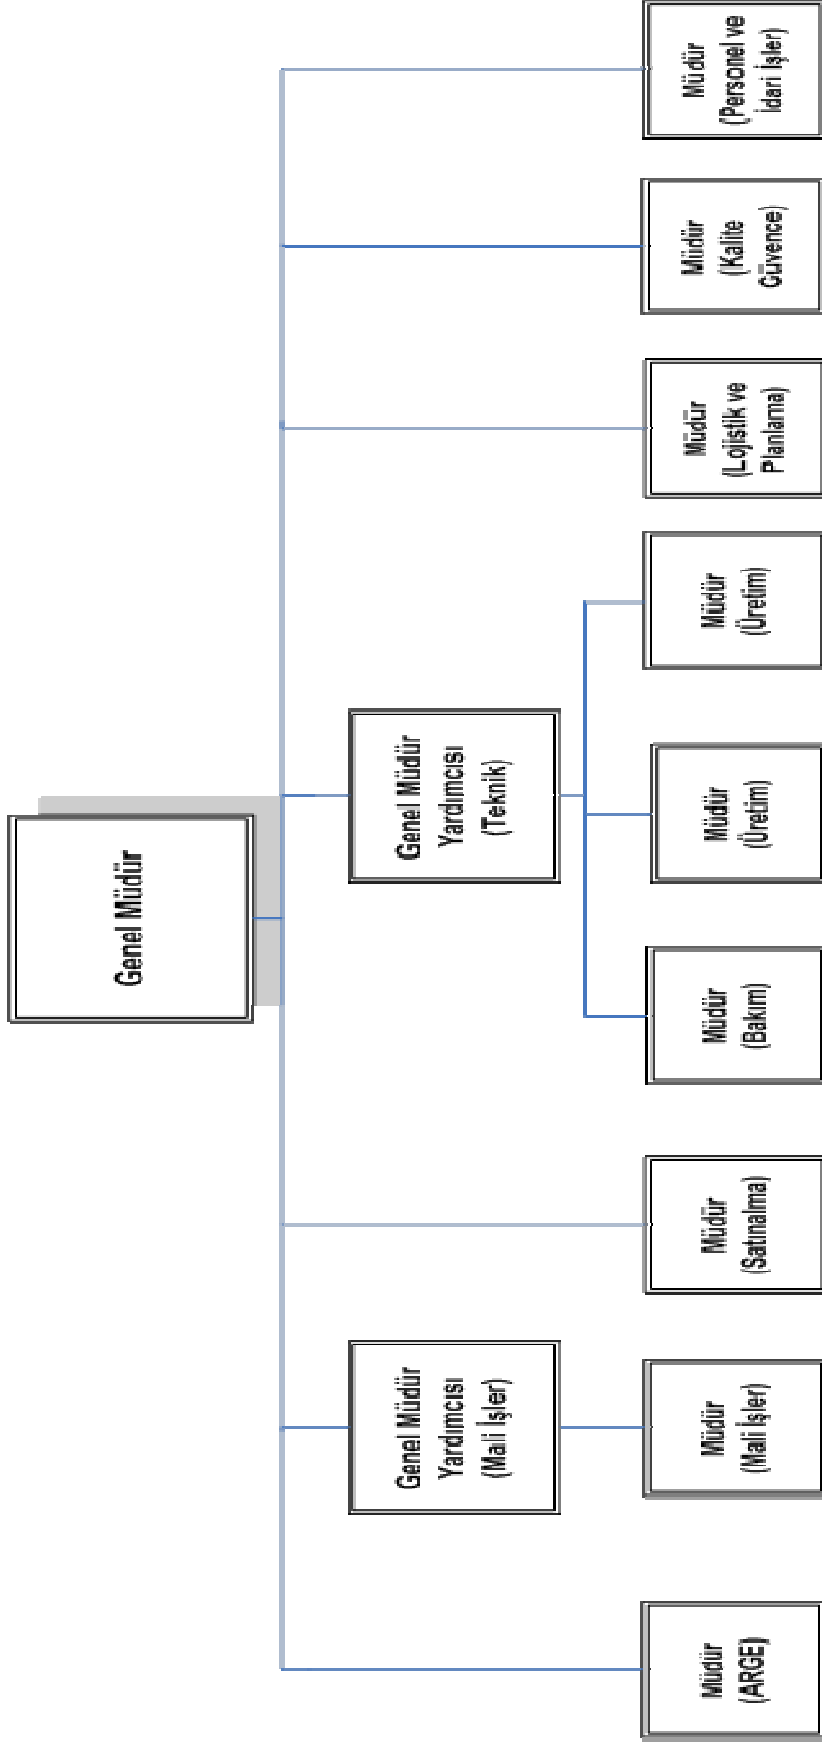 Genel Müdür
Genel Müdür
Yardımcısı
(Mali İşler)
Genel Müdür
Yardımcısı
(Teknik)
Müdür
(ARGE)
Müdür
(Mali İşler)
Müdür
(Satınalma)
Müdür
(Bakım)
Müdür
(Üretim)
Müdür
(Üretim)
Müdür
(Lojistik ve
Planlama)
Müdür
(Kalite
Güvence)
Müdür
(Personel ve
İdari İşler)